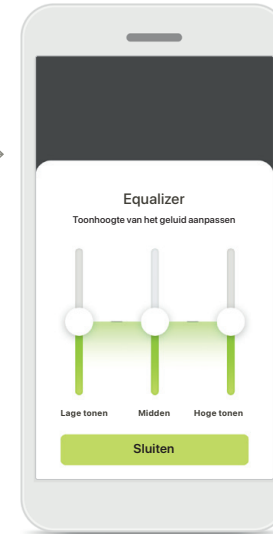 Equalizer
Toonhoogte van het geluid aanpassen
Lage tonen Midden Hoge tonen
Sluiten